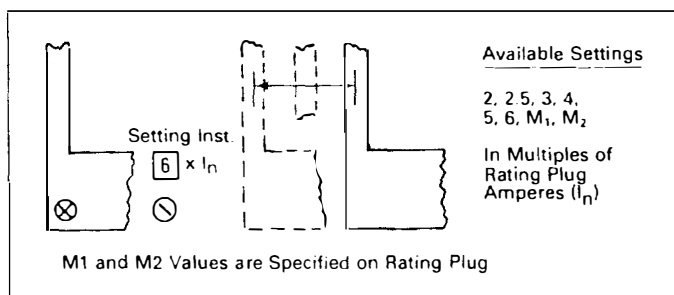 Available Settings
2, 2.5, 3, 4,
5, 6, M₁, M₂
Setting Inst.
6 x Iₙ
In Multiples of
Rating Plug
Amperes (Iₙ)
M1 and M2 Values are Specified on Rating Plug